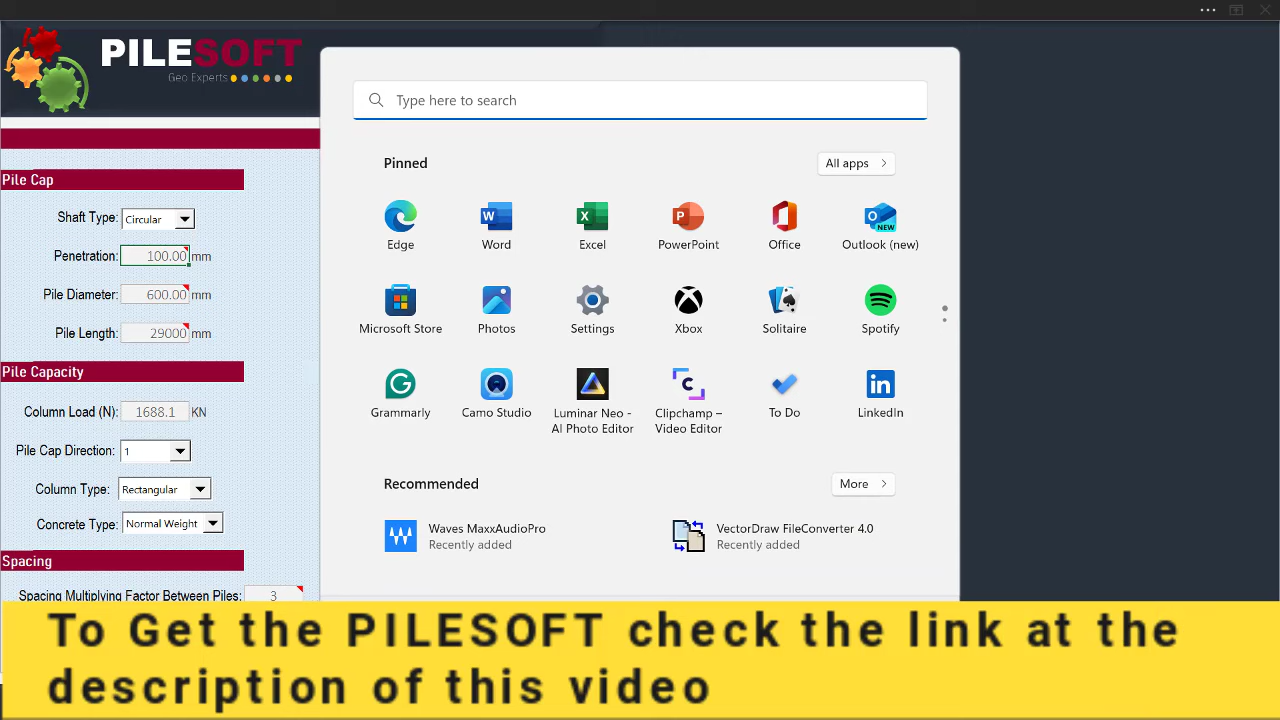 PILESOFT
Geo Experts
Pile Cap
Shaft Type: Circular
Penetration: 100.00 mm
Pile Diameter: 600.00 mm
Pile Length: 29000 mm
Pile Capacity
Column Load (N): 1688.1 KN
Pile Cap Direction: 1
Column Type: Rectangular
Concrete Type: Normal Weight
Spacing
Spacing Multiplying Factor Between Piles: 3
Type here to search
Pinned
All apps
Edge Word Excel PowerPoint Office Outlook (new)
Microsoft Store Photos Settings Xbox Solitaire Spotify
Grammarly Camo Studio Luminar Neo - Clipchamp – To Do LinkedIn
AI Photo Editor Video Editor
Recommended
More
Waves MaxxAudioPro
Recently added
VectorDraw FileConverter 4.0
Recently added
To Get the PILESOFT check the link at the
description of this video